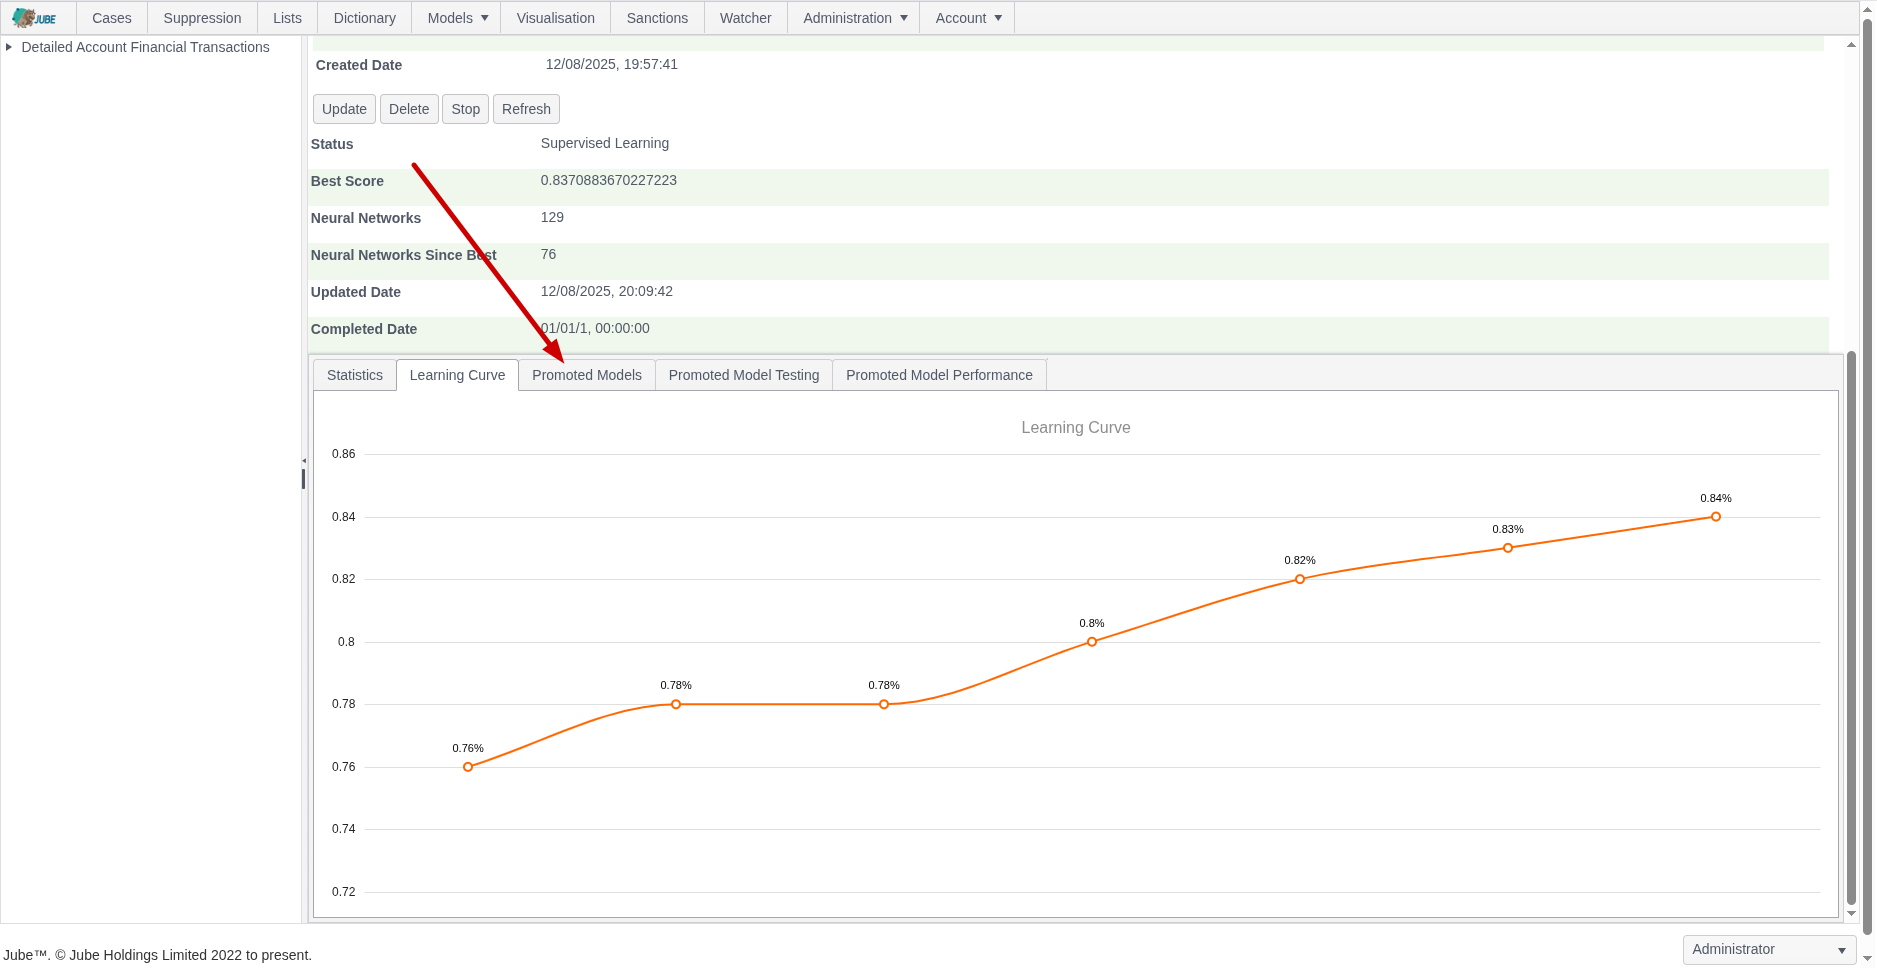 JUBE Cases Suppression Lists Dictionary Models Visualisation Sanctions Watcher Administration Account
Detailed Account Financial Transactions
Created Date 12/08/2025, 19:57:41
Update Delete Stop Refresh
Status Supervised Learning
Best Score 0.8370883670227223
Neural Networks 129
Neural Networks Since Best 76
Updated Date 12/08/2025, 20:09:42
Completed Date 01/01/1, 00:00:00
Statistics Learning Curve Promoted Models Promoted Model Testing Promoted Model Performance
Learning Curve
0.86
0.84%
0.84
0.83%
0.82%
0.82
0.8%
0.8
0.78% 0.78%
0.78
0.76%
0.76
0.74
0.72
Jube™. © Jube Holdings Limited 2022 to present.
Administrator